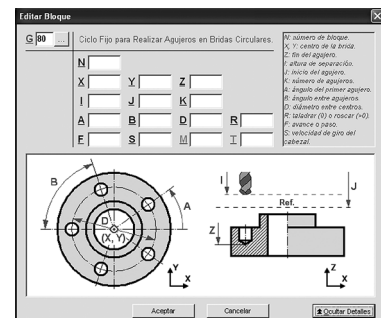 Editar Bloque
G 80 ... Ciclo Fijo para Realizar Agujeros en Bridas Circulares.
N
X Y Z
I J K
A B D R
F S M T
N: número de bloque.
X, Y: centro de la brida.
Z: fin del agujero.
I: altura de separación.
J: inicio del agujero.
K: número de agujeros.
A: ángulo del primer agujero.
B: ángulo entre agujeros.
D: diámetro entre centros.
R: taladrar (0) o roscar (>0).
F: avance o paso.
S: velocidad de giro del
cabezal.
B
A
D
(X, Y)
Y
X
I
J
Ref.
Z
Z
X
Aceptar
Cancelar
Ocultar Detalles